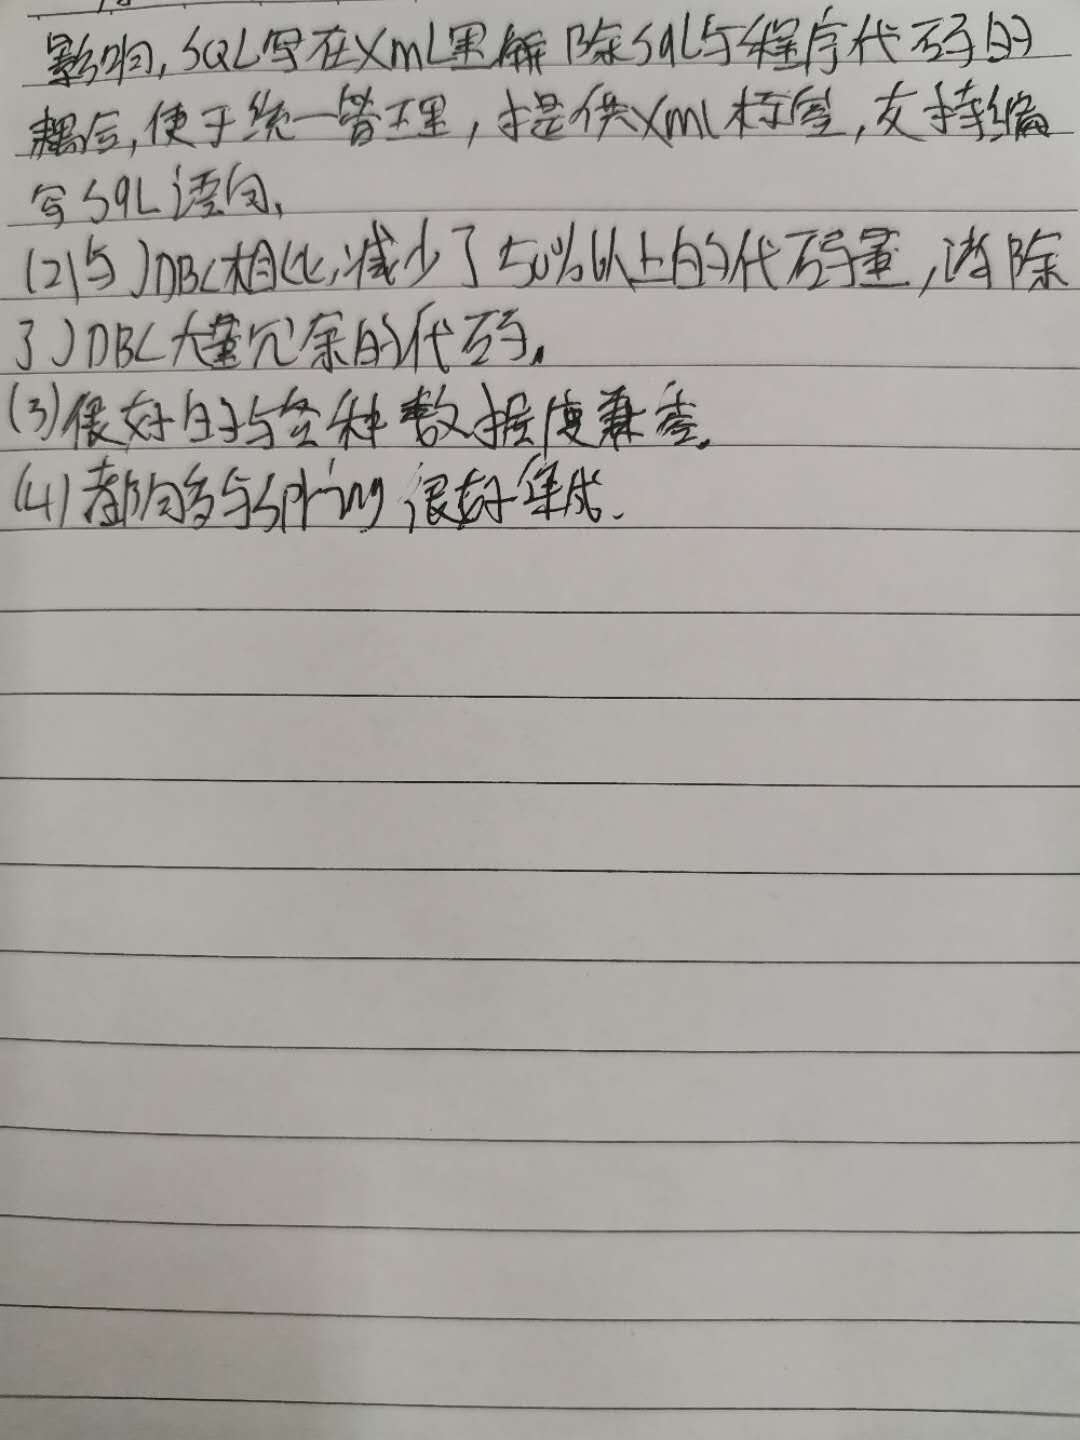 影响,SQL写在XmL里解除SqL与程序代码的
耦合,便于统一管理,提供Xml标签,支持编
写SqL语句,
(2)与JDBC相比,减少了50%以上的代码量,消除
了JDBC大量冗余的代码。
(3)很好的与各种数据库兼容。
(4)都能够与Spring很好集成.